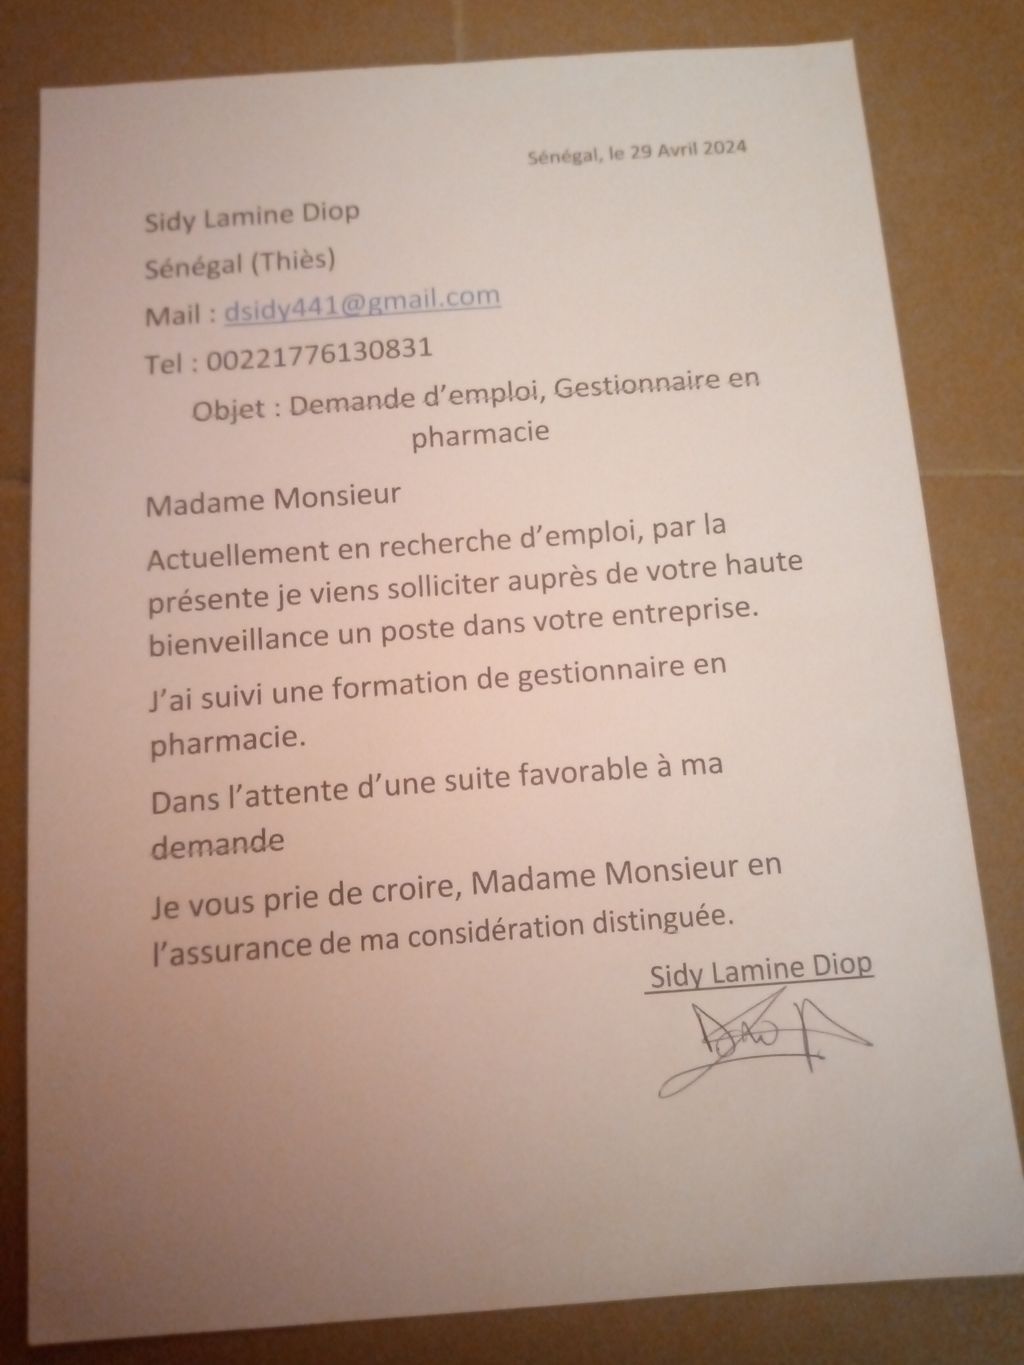 Sénégal, le 29 Avril 2024
Sidy Lamine Diop
Sénégal (Thiès)
Mail : dsidy441@gmail.com
Tel : 00221776130831
Objet : Demande d’emploi, Gestionnaire en
pharmacie
Madame Monsieur
Actuellement en recherche d’emploi, par la
présente je viens solliciter auprès de votre haute
bienveillance un poste dans votre entreprise.
J’ai suivi une formation de gestionnaire en
pharmacie.
Dans l’attente d’une suite favorable à ma
demande
Je vous prie de croire, Madame Monsieur en
l’assurance de ma considération distinguée.
Sidy Lamine Diop